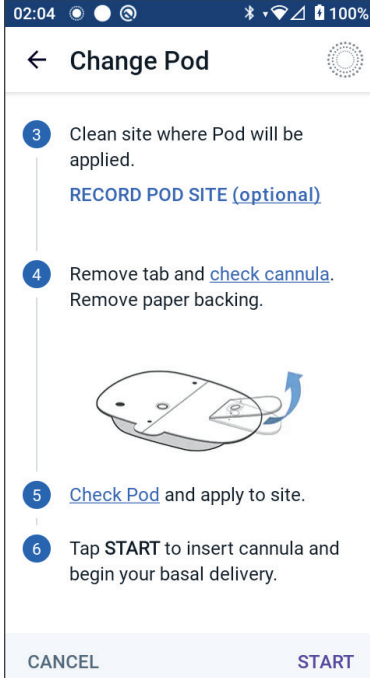 02:04 100%
Change Pod
3 Clean site where Pod will be
applied.
RECORD POD SITE (optional)
4 Remove tab and check cannula.
Remove paper backing.
5 Check Pod and apply to site.
6 Tap START to insert cannula and
begin your basal delivery.
CANCEL START